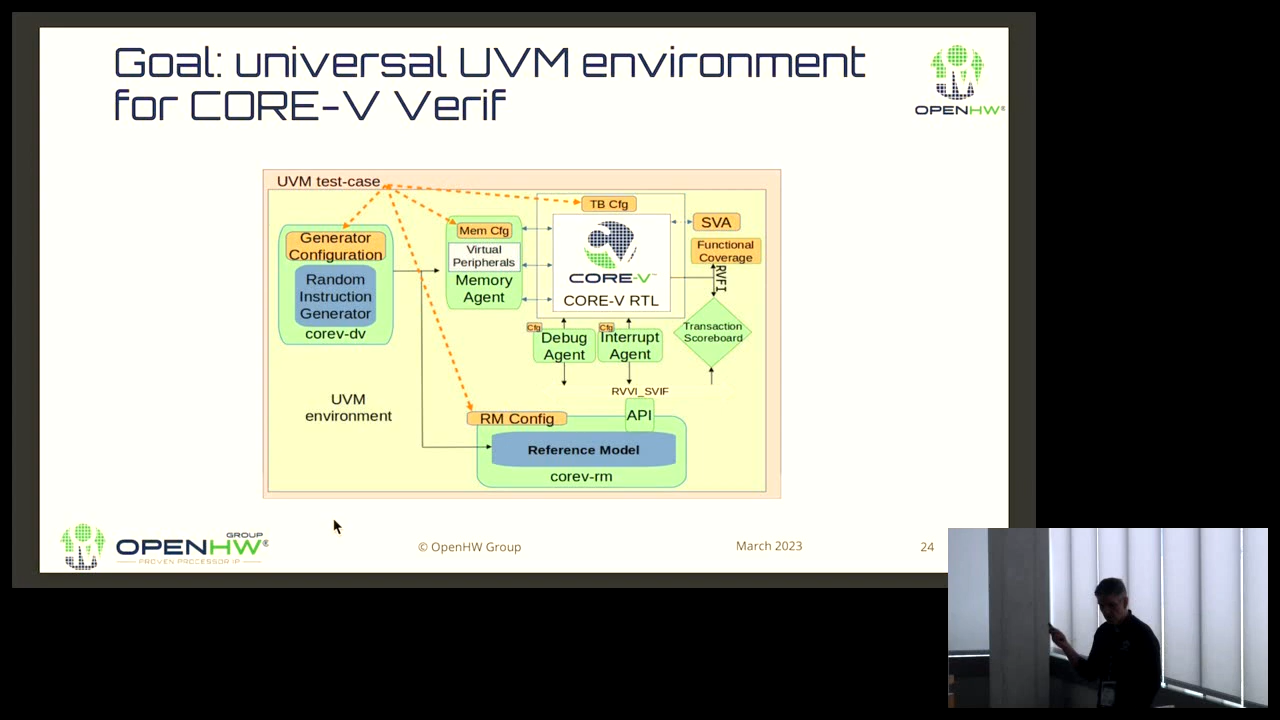 Goal: universal UVM environment
for CORE-V Verif
OPENHW®
UVM test-case
TB Cfg
Generator
Configuration
Random
Instruction
Generator
corev-dv
Mem Cfg
Virtual
Peripherals
Memory
Agent
CORE-V™
CORE-V RTL
SVA
Functional
Coverage
RVFI
Transaction
Scoreboard
Cfg
Debug
Agent
Cfg
Interrupt
Agent
UVM
environment
RVVI_SVIF
API
RM Config
Reference Model
corev-rm
GROUP
OPENHW®
PROVEN PROCESSOR IP
© OpenHW Group
March 2023
24